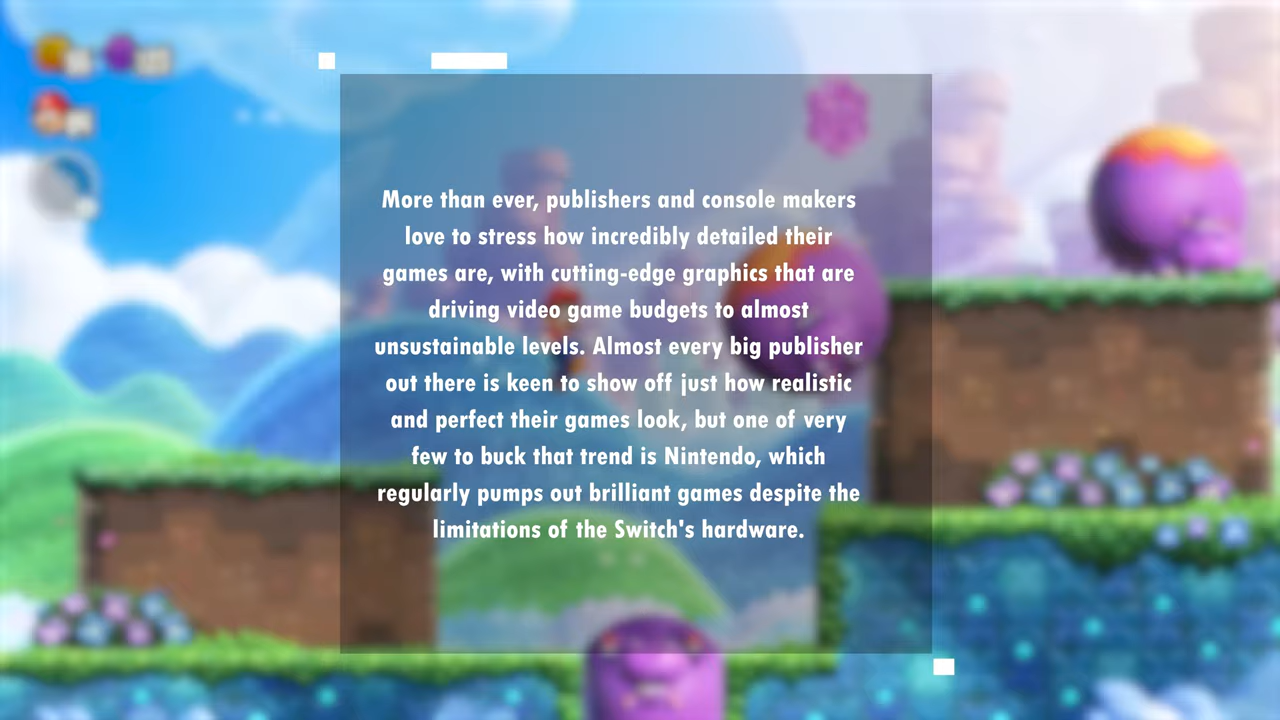 More than ever, publishers and console makers
love to stress how incredibly detailed their
games are, with cutting-edge graphics that are
driving video game budgets to almost
unsustainable levels. Almost every big publisher
out there is keen to show off just how realistic
and perfect their games look, but one of very
few to buck that trend is Nintendo, which
regularly pumps out brilliant games despite the
limitations of the Switch's hardware.